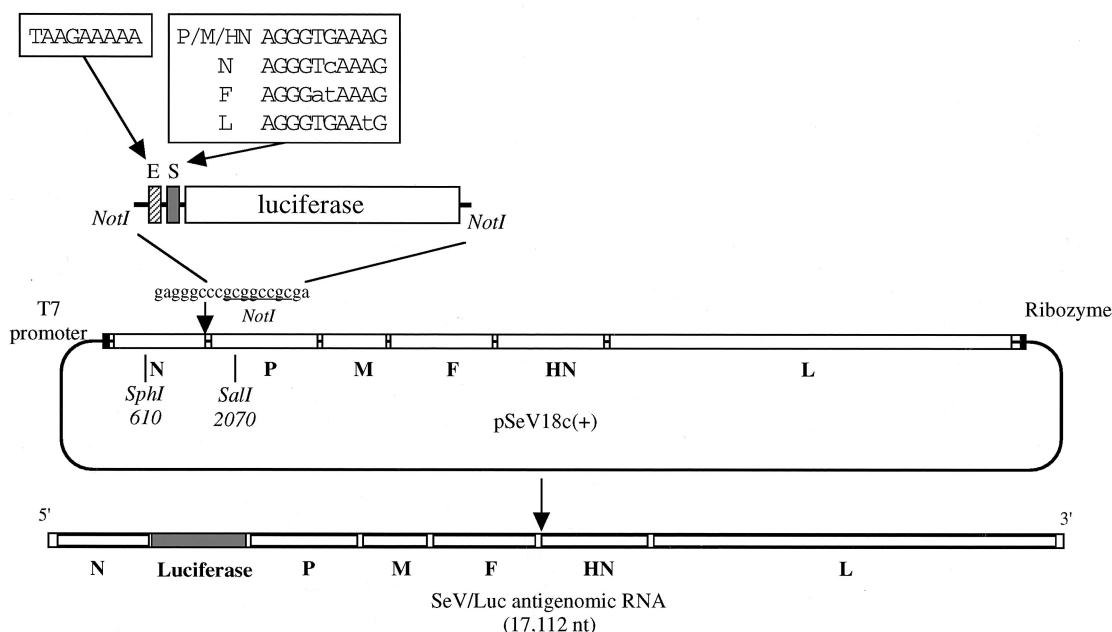 TAAGAAAAA
P/M/HN AGGGTGAAAG
N AGGGTcAAAG
F AGGGatAAAG
L AGGGTGAAtG
E S
luciferase
NotI NotI
gagggcccgcggccgcga
NotI
T7 promoter
Ribozyme
N P M F HN L
SphI 610
SalI 2070
pSeV18c(+)
5' 3'
N Luciferase P M F HN L
SeV/Luc antigenomic RNA
(17,112 nt)